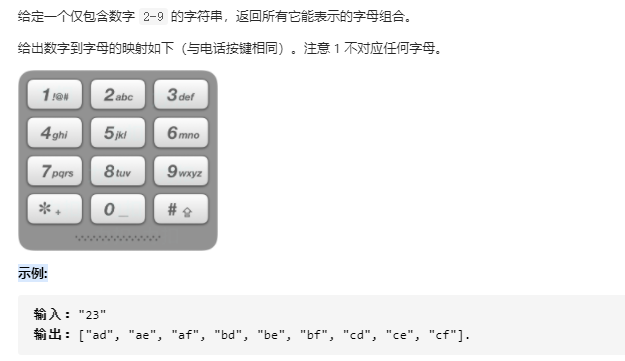 给定一个仅包含数字 2-9 的字符串，返回所有它能表示的字母组合。
给出数字到字母的映射如下（与电话按键相同）。注意 1 不对应任何字母。
1 !@# 2 abc 3 def
4 ghi 5 jkl 6 mno
7 pqrs 8 tuv 9 wxyz
* + 0 _ #
示例:
输入："23"
输出：["ad", "ae", "af", "bd", "be", "bf", "cd", "ce", "cf"].